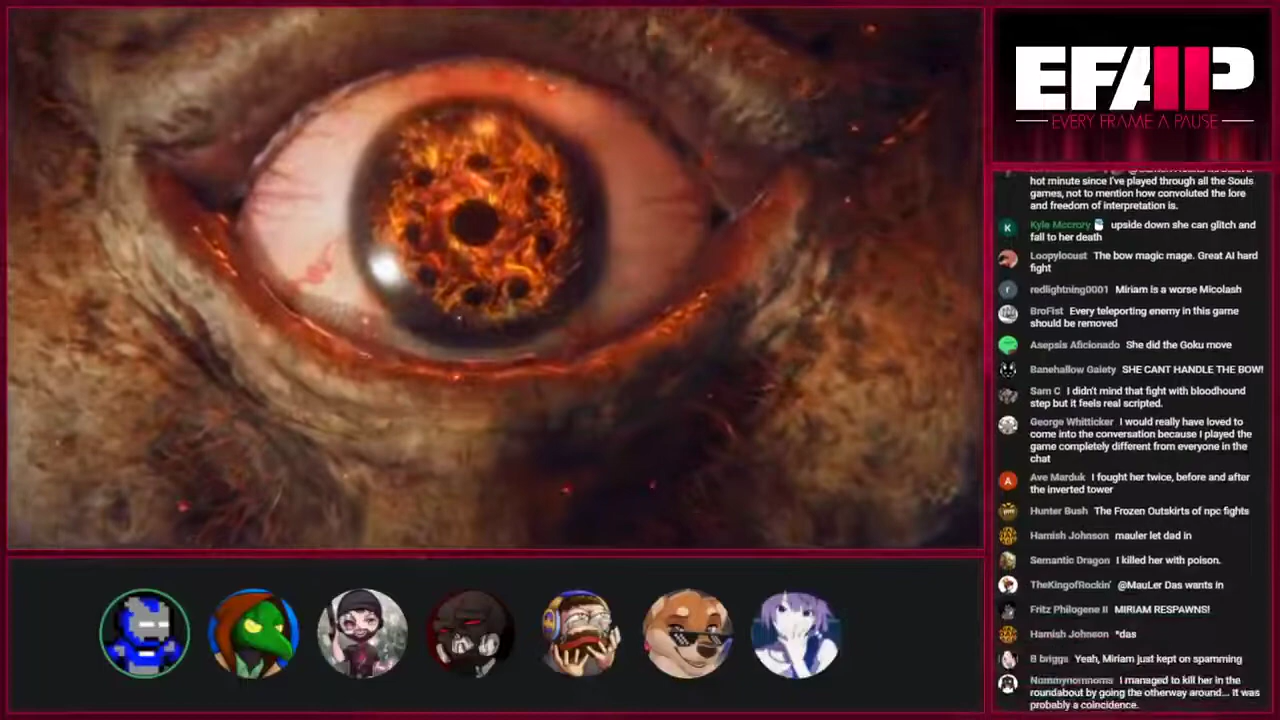 EFAP
EVERY FRAME A PAUSE
hot minute since I've played through all the Souls
games, not to mention how convoluted the lore
and freedom of interpretation is.
K
Kyle Mccrory upside down she can glitch and
fall to her death
Loopylocust The bow magic mage. Great AI hard
fight
r
redlightning0001 Miriam is a worse Micolash
BroFist Every teleporting enemy in this game
should be removed
Asepsis Aficionado She did the Goku move
Banehallow Gaiety SHE CANT HANDLE THE BOW!
Sam C I didn't mind that fight with bloodhound
step but it feels real scripted.
George Whitticker I would really have loved to
come into the conversation because I played the
game completely different from everyone in the
chat
A
Ave Marduk I fought her twice, before and after
the inverted tower
Hunter Bush The Frozen Outskirts of npc fights
Hamish Johnson mauler let dad in
Semantic Dragon I killed her with poison.
TheKingofRockin' @MauLer Das wants in
Fritz Philogene II MIRIAM RESPAWNS!
Hamish Johnson *das
B briggs Yeah, Miriam just kept on spamming
Nummynomnoms I managed to kill her in the
roundabout by going the otherway around... It was
probably a coincidence.